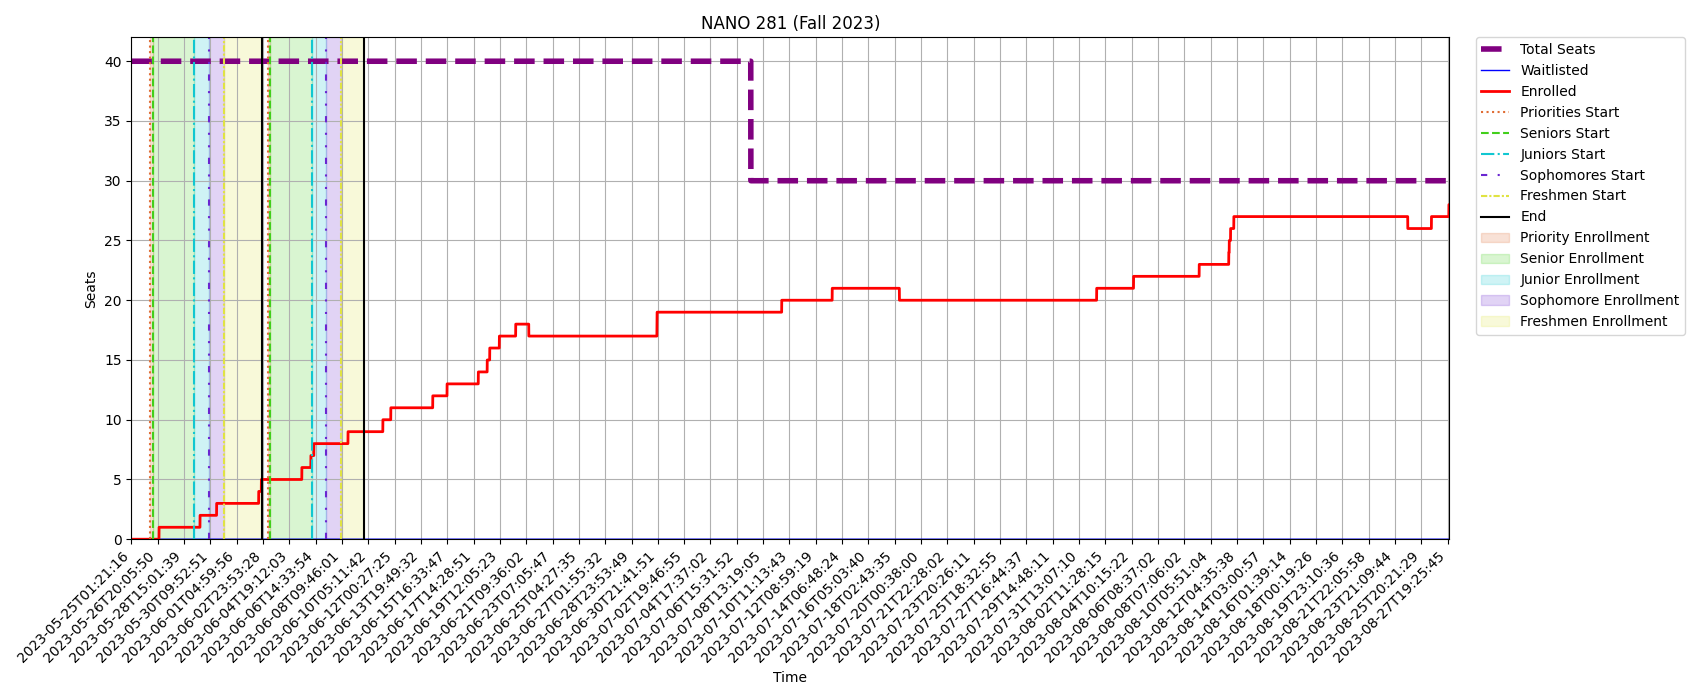 NANO 281 (Fall 2023)
Total Seats
Waitlisted
Enrolled
Priorities Start
Seniors Start
Juniors Start
Sophomores Start
Freshmen Start
End
Priority Enrollment
Senior Enrollment
Junior Enrollment
Sophomore Enrollment
Freshmen Enrollment
Seats
40
35
30
25
20
15
10
5
0
2023-05-25T01:21:16
2023-05-26T20:05:50
2023-05-28T15:01:39
2023-05-30T09:52:51
2023-06-01T04:59:56
2023-06-02T23:53:28
2023-06-04T19:12:03
2023-06-06T14:33:54
2023-06-08T09:46:01
2023-06-10T05:11:42
2023-06-12T00:27:25
2023-06-13T19:49:32
2023-06-15T16:33:47
2023-06-17T14:28:51
2023-06-19T12:05:23
2023-06-21T09:36:02
2023-06-23T07:05:47
2023-06-25T04:27:35
2023-06-27T01:55:32
2023-06-28T23:53:49
2023-06-30T21:41:51
2023-07-02T19:46:55
2023-07-04T17:37:02
2023-07-06T15:31:52
2023-07-08T13:19:05
2023-07-10T11:13:43
2023-07-12T08:59:19
2023-07-14T06:48:24
2023-07-16T05:03:40
2023-07-18T02:43:35
2023-07-20T00:38:00
2023-07-21T22:28:02
2023-07-23T20:26:11
2023-07-25T18:32:55
2023-07-27T16:44:37
2023-07-29T14:48:11
2023-07-31T13:07:10
2023-08-02T11:28:15
2023-08-04T10:15:22
2023-08-06T08:37:02
2023-08-08T07:06:02
2023-08-10T05:51:04
2023-08-12T04:35:38
2023-08-14T03:00:57
2023-08-16T01:39:14
2023-08-18T00:19:26
2023-08-19T23:10:36
2023-08-21T22:05:58
2023-08-23T21:09:44
2023-08-25T20:21:29
2023-08-27T19:25:45
Time